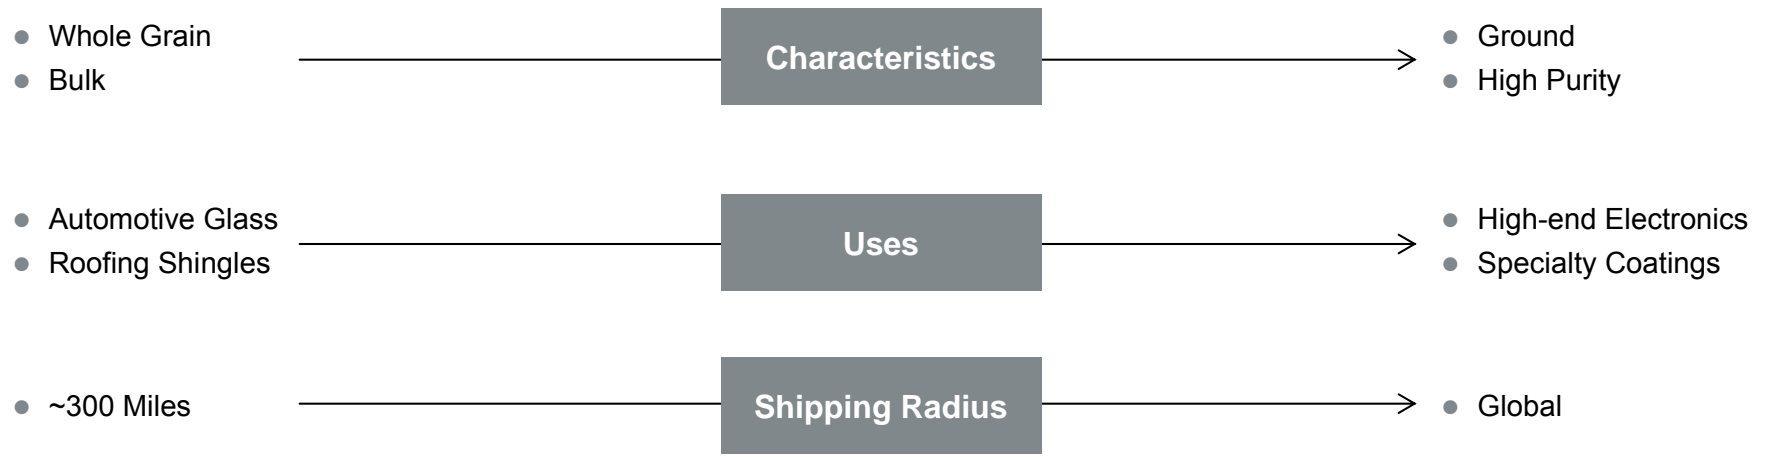 Whole Grain
Bulk
Characteristics
Ground
High Purity
Automotive Glass
Roofing Shingles
Uses
High-end Electronics
Specialty Coatings
~300 Miles
Shipping Radius
Global